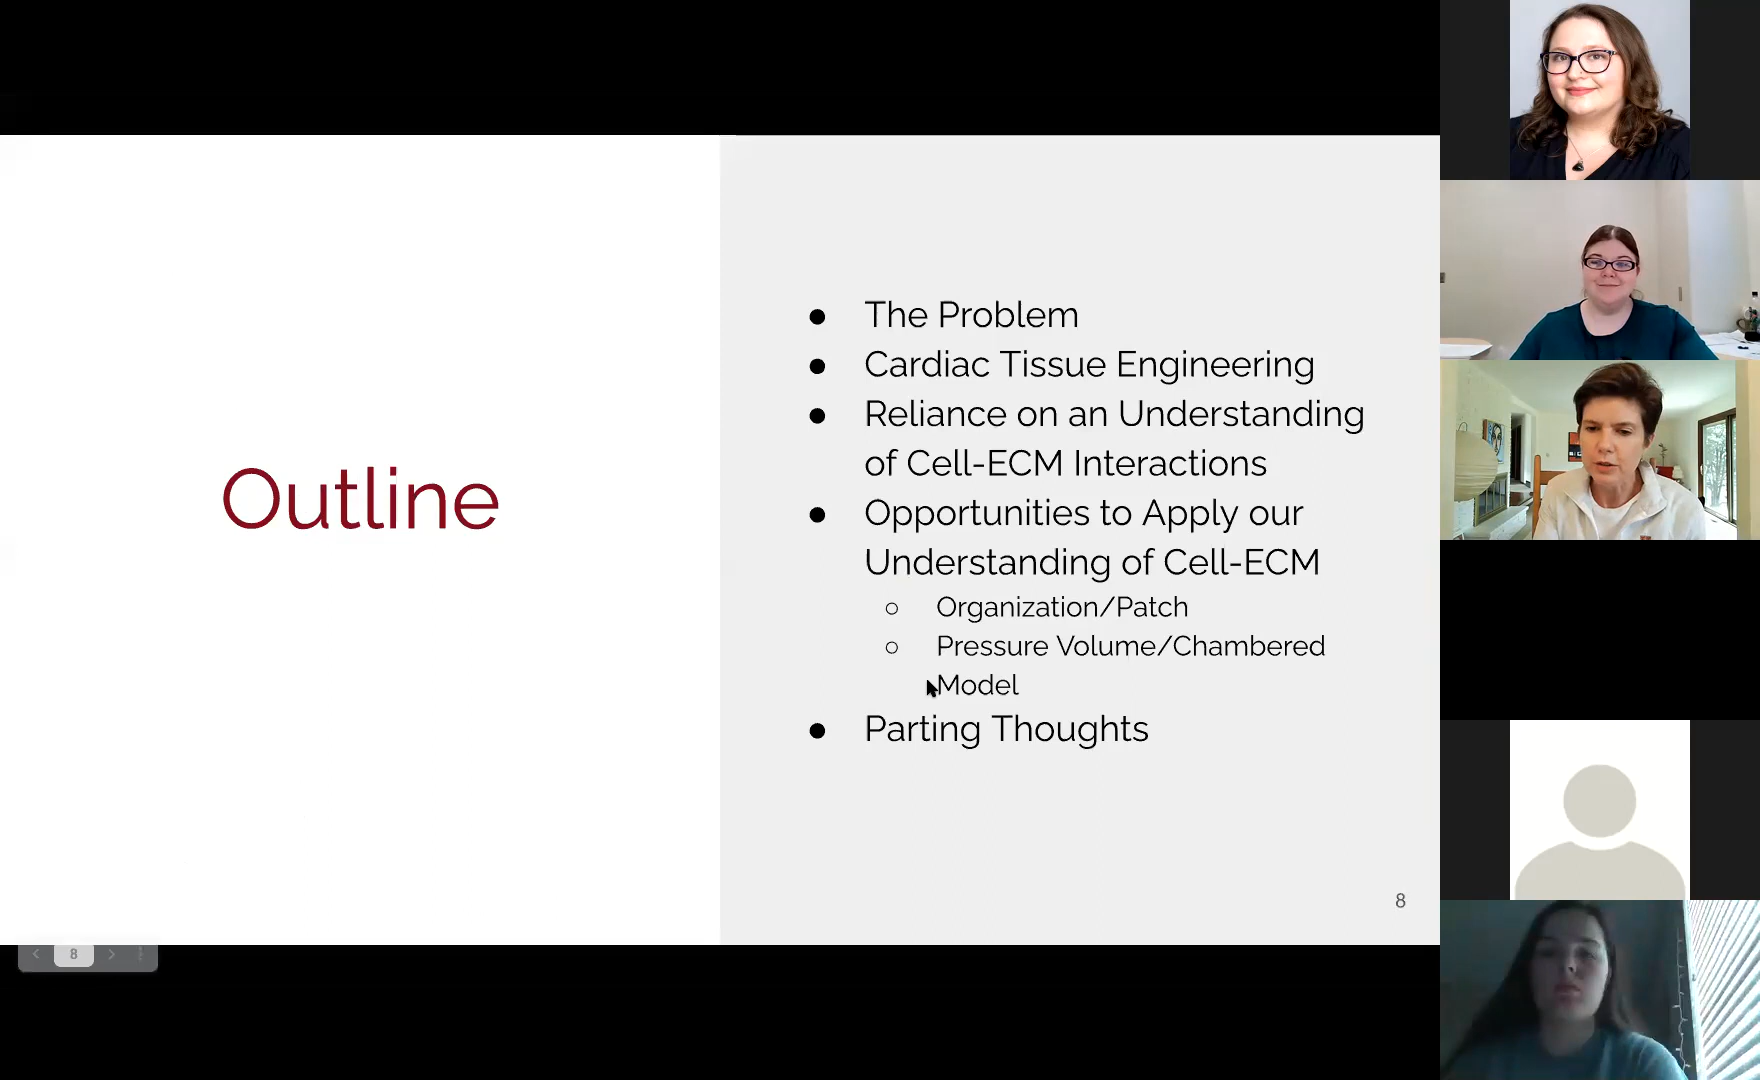 Outline
● The Problem
● Cardiac Tissue Engineering
● Reliance on an Understanding
of Cell-ECM Interactions
● Opportunities to Apply our
Understanding of Cell-ECM
○ Organization/Patch
○ Pressure Volume/Chambered
Model
● Parting Thoughts
8
8